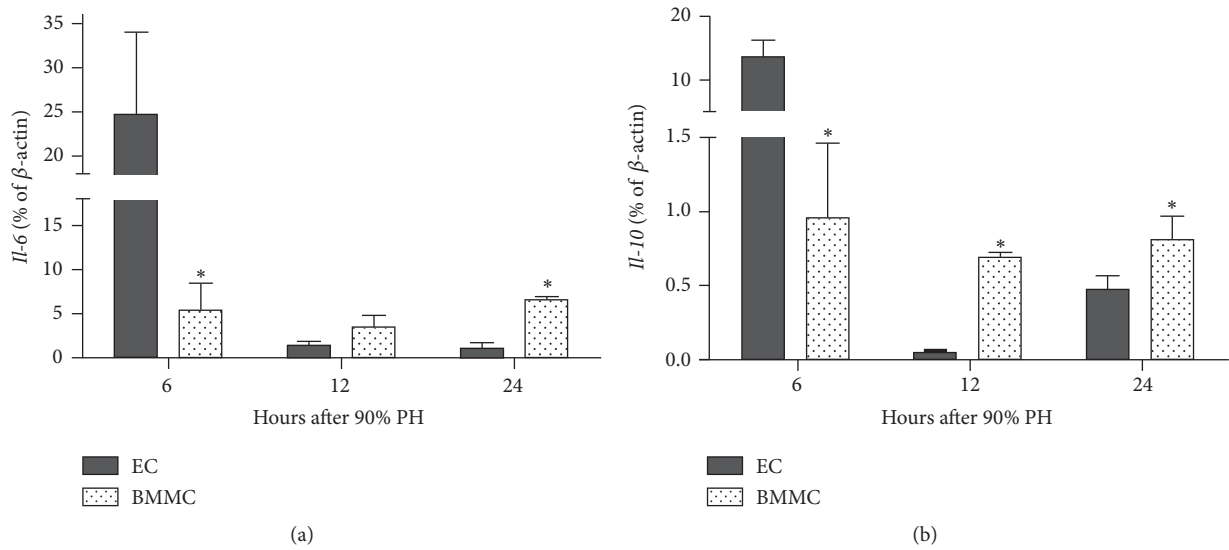 Il-6 (% of β-actin)
35
30
25
20
15
10
5
0
6
12
24
Hours after 90% PH
EC
BMMC
*
*
(a)
Il-10 (% of β-actin)
20
10
1.5
1.0
0.5
0.0
6
12
24
Hours after 90% PH
EC
BMMC
*
*
*
(b)